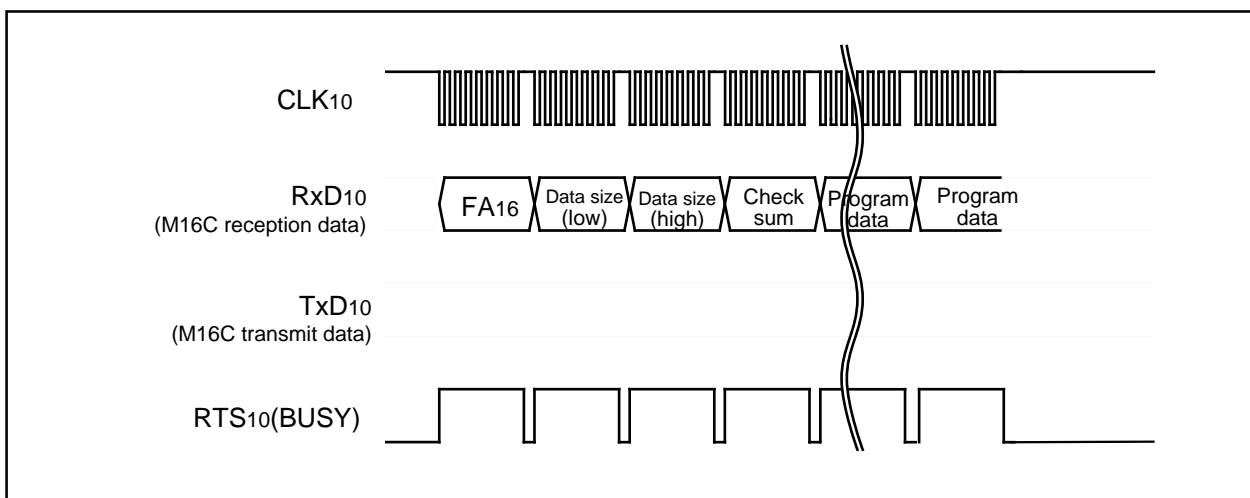 CLK10
RxD10
(M16C reception data)
FA16
Data size
(low)
Data size
(high)
Check
sum
Program
data
Program
data
TxD10
(M16C transmit data)
RTS10(BUSY)